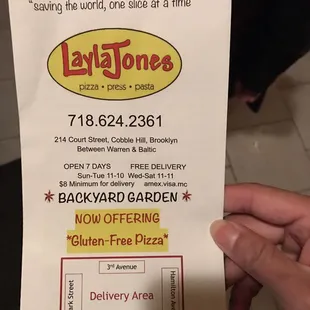 "saving the world, one slice at a time"
LaylaJones
pizza • press • pasta
718.624.2361
214 Court Street, Cobble Hill, Brooklyn
Between Warren & Baltic
OPEN 7 DAYS FREE DELIVERY
Sun-Tue 11-10 Wed-Sat 11-11
$8 Minimum for delivery amex.visa.mc
* BACKYARD GARDEN *
NOW OFFERING
"Gluten-Free Pizza"
3rd Avenue
Delivery Area
Street
Hamilton